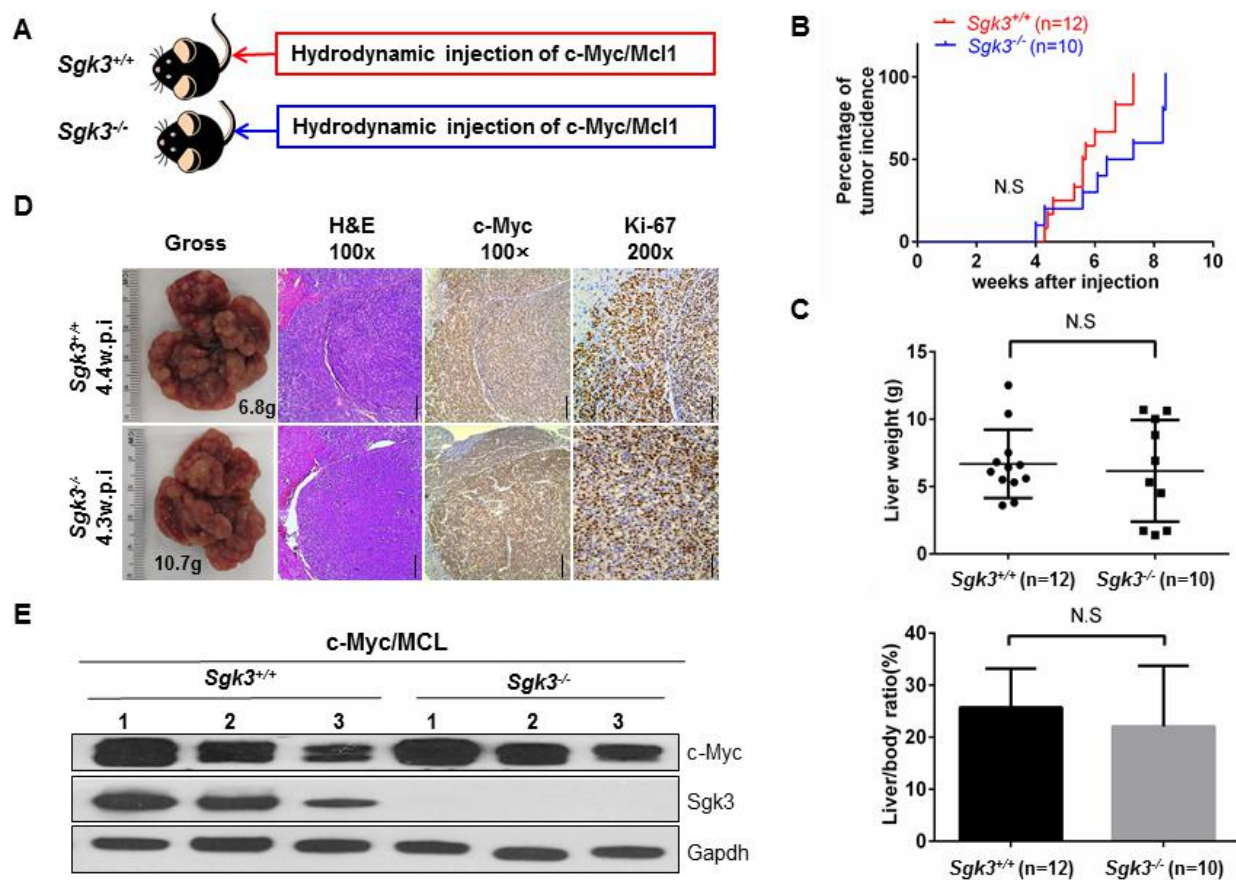 A
Sgk3+/+
Hydrodynamic injection of c-Myc/Mcl1
Sgk3-/-
Hydrodynamic injection of c-Myc/Mcl1
B
Sgk3+/+ (n=12)
Sgk3-/- (n=10)
Percentage of
tumor incidence
100
50
0
N.S
0 2 4 6 8 10
weeks after injection
C
N.S
Liver weight (g)
15
10
5
0
Sgk3+/+ (n=12) Sgk3-/- (n=10)
N.S
Liver/body ratio(%)
40
30
20
10
0
Sgk3+/+ (n=12) Sgk3-/- (n=10)
D
Gross
H&E
100x
c-Myc
100×
Ki-67
200x
Sgk3+/+
4.4w.p.i
6.8g
Sgk3-/-
4.3w.p.i
10.7g
E
c-Myc/MCL
Sgk3+/+ Sgk3-/-
1 2 3 1 2 3
c-Myc
Sgk3
Gapdh